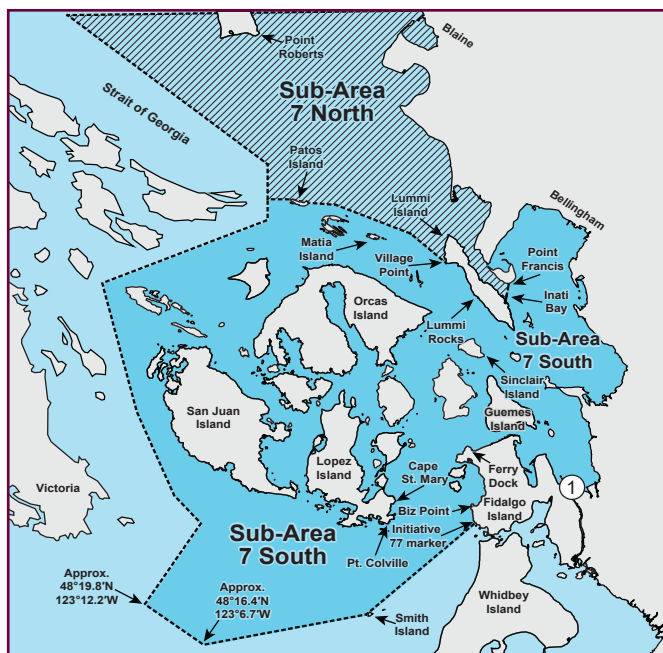 Blaine
Point
Roberts
Sub-Area
7 North
Strait of Georgia
Patos
Island
Lummi
Island
Bellingham
Matia
Island
Village
Point
Point
Francis
Orcas
Island
Inati
Bay
Lummi
Rocks
Sub-Area
7 South
Sinclair
Island
San Juan
Island
Guemes
Island
Lopez
Island
Cape
St. Mary
Ferry
Dock
Victoria
1
Biz Point
Fidalgo
Island
Initiative
77 marker
Sub-Area
7 South
Pt. Colville
Approx.
48°19.8'N
123°12.2'W
Approx.
48°16.4'N
123°6.7'W
Whidbey
Island
Smith
Island